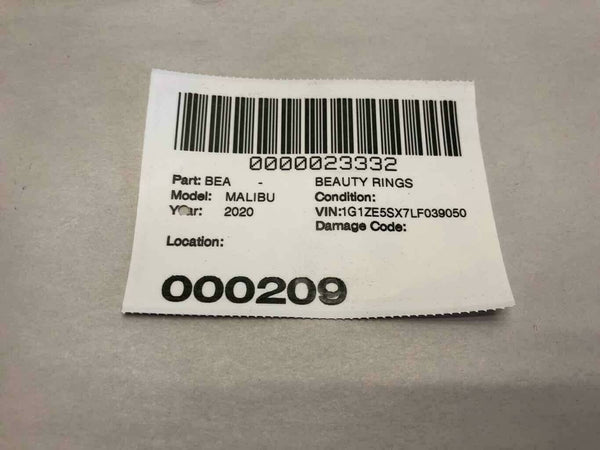 0000023332
Part: BEA - BEAUTY RINGS
Model: MALIBU Condition:
Year: 2020 VIN:1G1ZE5SX7LF039050
Damage Code:
Location:
000209